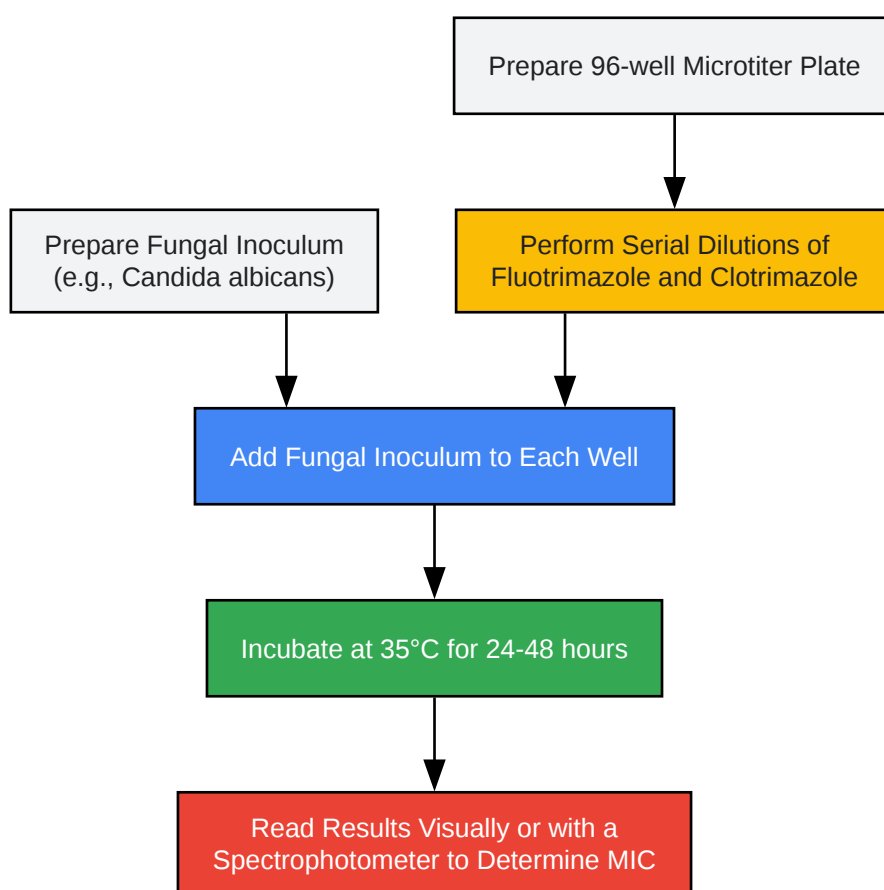 Prepare 96-well Microtiter Plate
Prepare Fungal Inoculum
(e.g., Candida albicans)
Perform Serial Dilutions of
Fluotrimazole and Clotrimazole
Add Fungal Inoculum to Each Well
Incubate at 35°C for 24-48 hours
Read Results Visually or with a
Spectrophotometer to Determine MIC